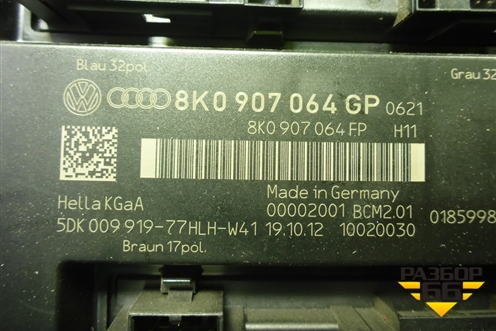 Blau 32pol.
Grau 32
8K0 907 064 GP 0621
8K0 907 064 FP H11
Hella KGaA
Made in Germany
00002001 BCM2.01
0185998
5DK 009 919-77HLH-W41 19.10.12 10020030
Braun 17pol.
РАЗБОР
66